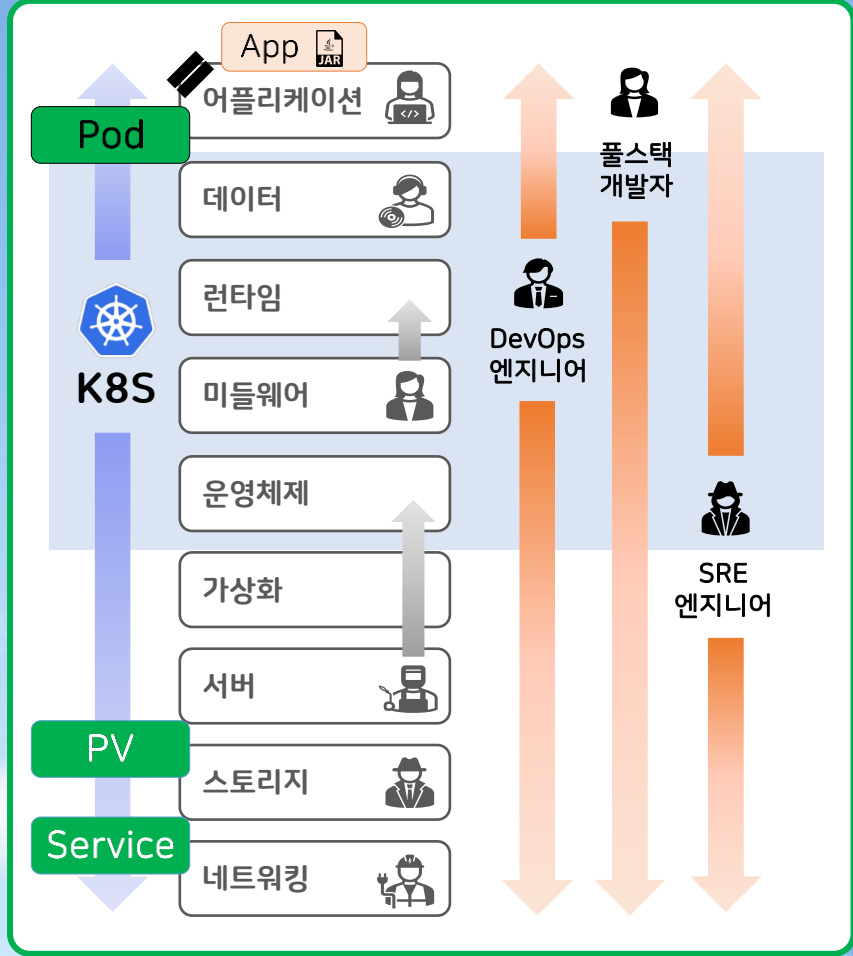 App
JAR
어플리케이션
</>
Pod
데이터
런타임
K8S
미들웨어
운영체제
가상화
서버
PV
스토리지
Service
네트워킹
DevOps
엔지니어
풀스택
개발자
SRE
엔지니어